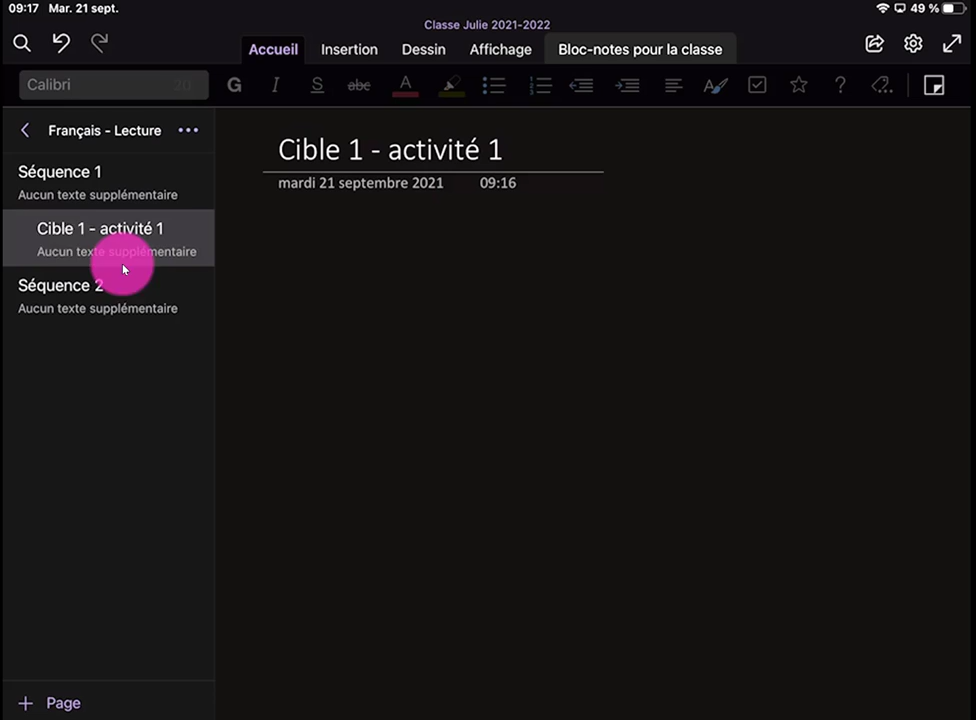 09:17 Mar. 21 sept.
49 %
Classe Julie 2021-2022
Accueil Insertion Dessin Affichage Bloc-notes pour la classe
Calibri 20 G I S abc A A ?
Français - Lecture
Cible 1 - activité 1
mardi 21 septembre 2021 09:16
Séquence 1
Aucun texte supplémentaire
Cible 1 - activité 1
Aucun texte supplémentaire
Séquence 2
Aucun texte supplémentaire
+ Page